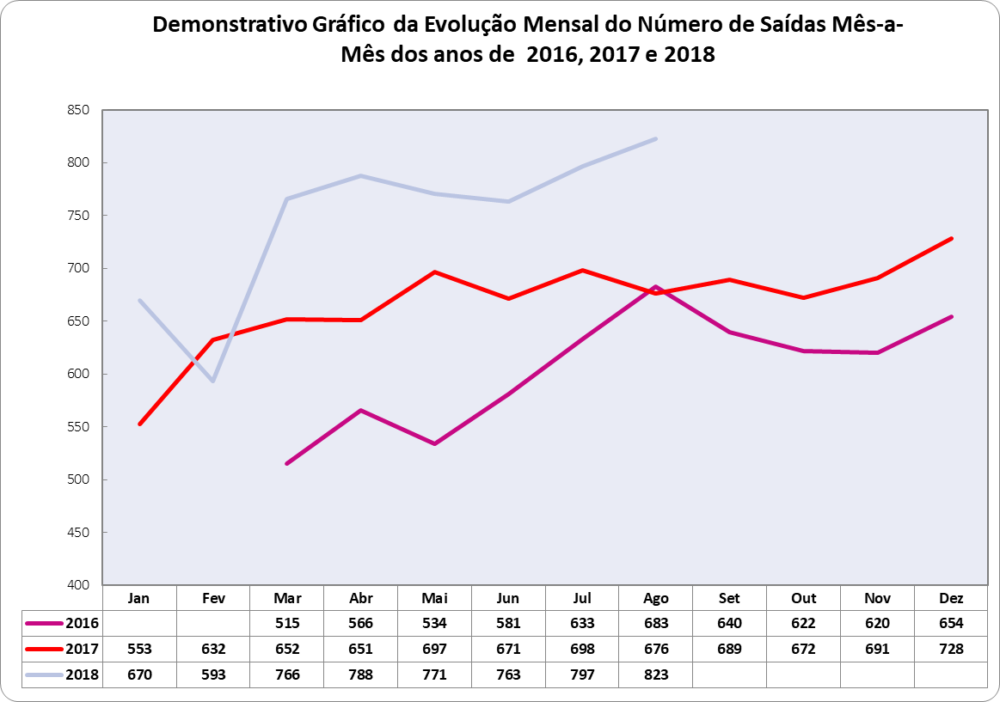 Demonstrativo Gráfico da Evolução Mensal do Número de Saídas Mês-a-
Mês dos anos de 2016, 2017 e 2018
850
800
750
700
650
600
550
500
450
400
Jan Fev Mar Abr Mai Jun Jul Ago Set Out Nov Dez
2016 515 566 534 581 633 683 640 622 620 654
2017 553 632 652 651 697 671 698 676 689 672 691 728
2018 670 593 766 788 771 763 797 823